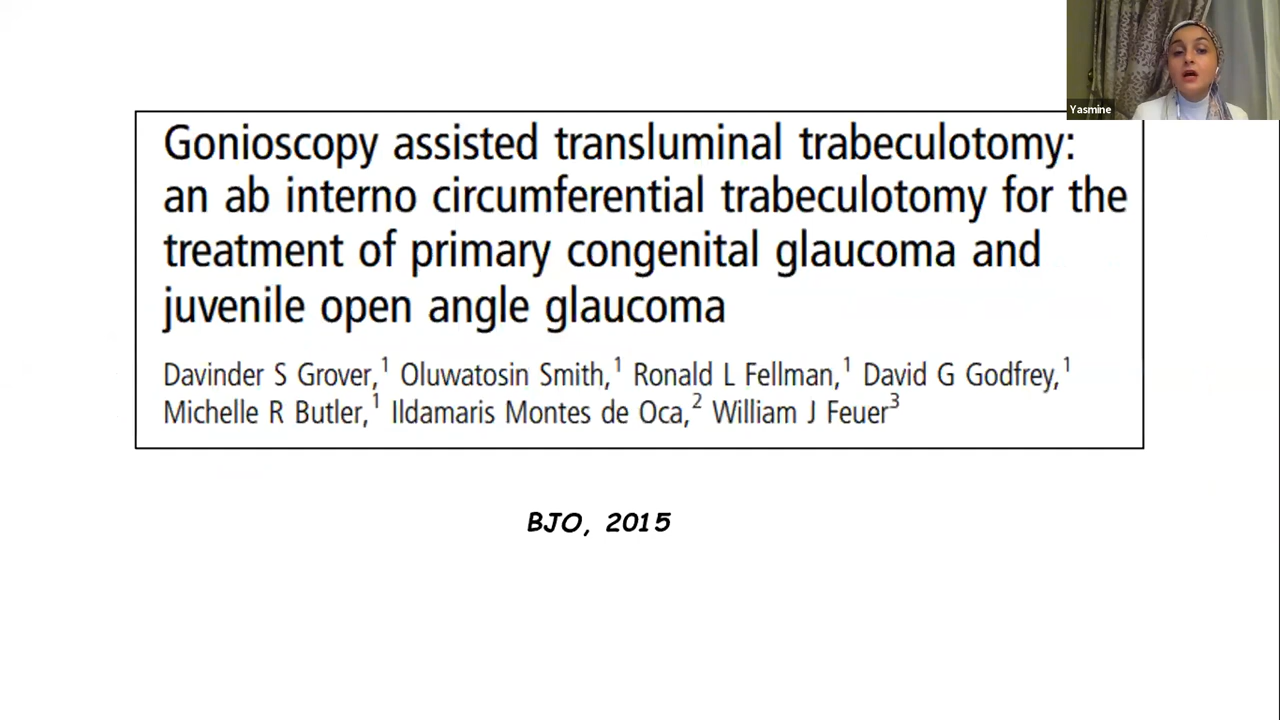 Yasmine
Gonioscopy assisted transluminal trabeculotomy:
an ab interno circumferential trabeculotomy for the
treatment of primary congenital glaucoma and
juvenile open angle glaucoma
Davinder S Grover,¹ Oluwatosin Smith,¹ Ronald L Fellman,¹ David G Godfrey,¹
Michelle R Butler,¹ Ildamaris Montes de Oca,² William J Feuer³
BJO, 2015